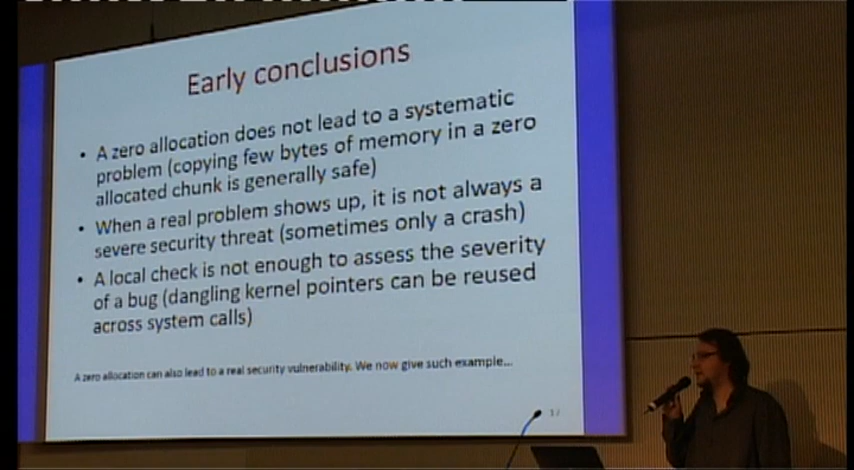 Early conclusions
• A zero allocation does not lead to a systematic
problem (copying few bytes of memory in a zero
allocated chunk is generally safe)
• When a real problem shows up, it is not always a
severe security threat (sometimes only a crash)
• A local check is not enough to assess the severity
of a bug (dangling kernel pointers can be reused
across system calls)
A zero allocation can also lead to a real security vulnerability. We now give such example...